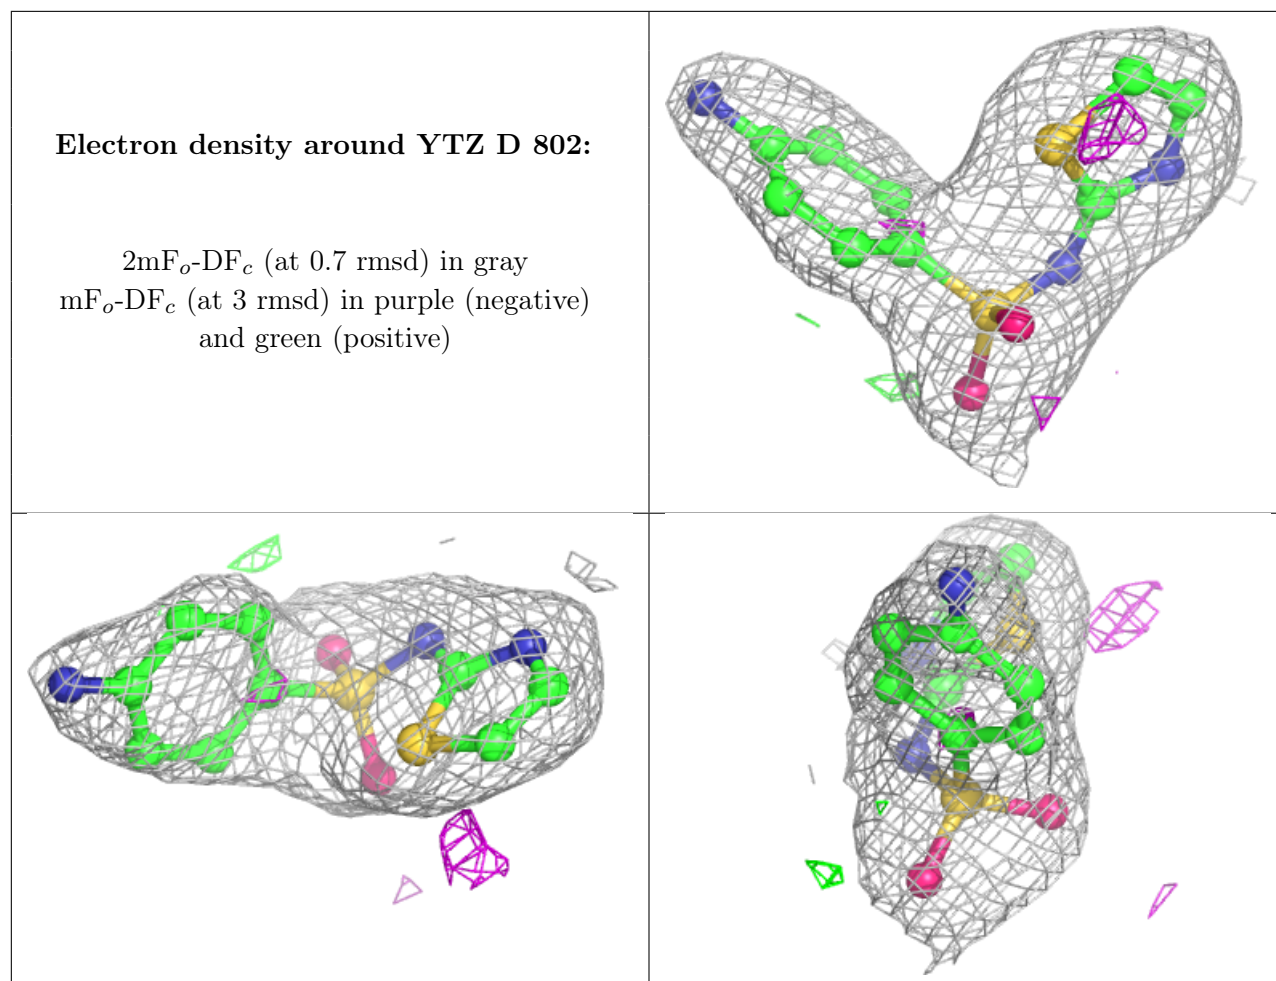 Electron density around YTZ D 802:
2mFo-DFc (at 0.7 rmsd) in gray
mFo-DFc (at 3 rmsd) in purple (negative)
and green (positive)